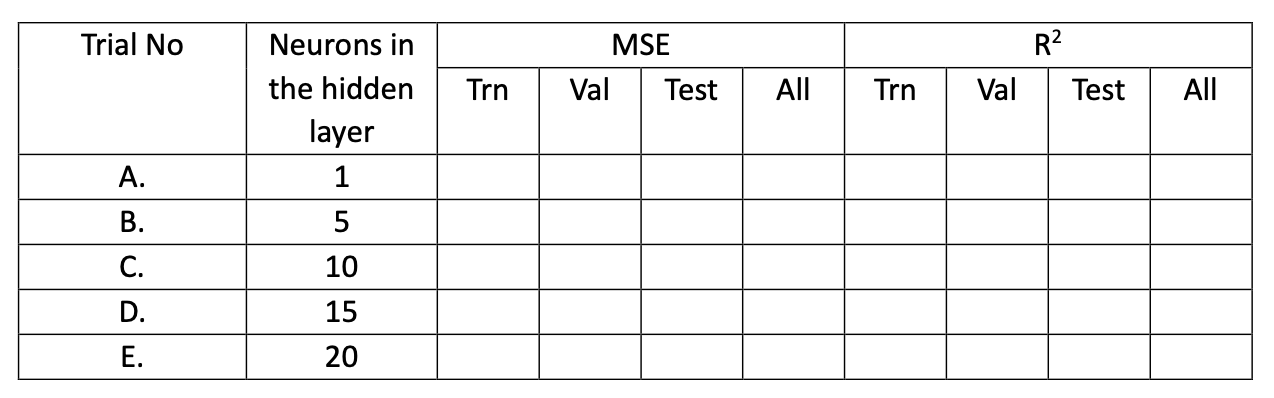 Trial No Neurons in MSE R²
the hidden Trn Val Test All Trn Val Test All
layer
A. 1
B. 5
C. 10
D. 15
E. 20